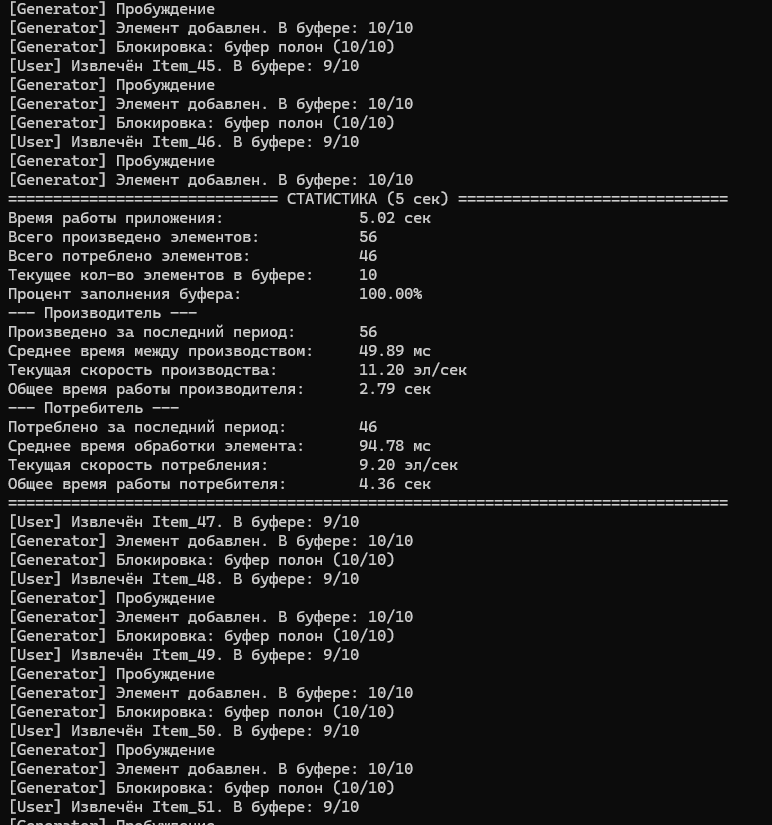 [Generator] Пробуждение
[Generator] Элемент добавлен. В буфере: 10/10
[Generator] Блокировка: буфер полон (10/10)
[User] Извлечён Item_45. В буфере: 9/10
[Generator] Пробуждение
[Generator] Элемент добавлен. В буфере: 10/10
[Generator] Блокировка: буфер полон (10/10)
[User] Извлечён Item_46. В буфере: 9/10
[Generator] Пробуждение
[Generator] Элемент добавлен. В буфере: 10/10
============================== СТАТИСТИКА (5 сек) ==============================
Время работы приложения: 5.02 сек
Всего произведено элементов: 56
Всего потреблено элементов: 46
Текущее кол-во элементов в буфере: 10
Процент заполнения буфера: 100.00%
--- Производитель ---
Произведено за последний период: 56
Среднее время между производством: 49.89 мс
Текущая скорость производства: 11.20 эл/сек
Общее время работы производителя: 2.79 сек
--- Потребитель ---
Потреблено за последний период: 46
Среднее время обработки элемента: 94.78 мс
Текущая скорость потребления: 9.20 эл/сек
Общее время работы потребителя: 4.36 сек
================================================================================
[User] Извлечён Item_47. В буфере: 9/10
[Generator] Элемент добавлен. В буфере: 10/10
[Generator] Блокировка: буфер полон (10/10)
[User] Извлечён Item_48. В буфере: 9/10
[Generator] Пробуждение
[Generator] Элемент добавлен. В буфере: 10/10
[Generator] Блокировка: буфер полон (10/10)
[User] Извлечён Item_49. В буфере: 9/10
[Generator] Пробуждение
[Generator] Элемент добавлен. В буфере: 10/10
[Generator] Блокировка: буфер полон (10/10)
[User] Извлечён Item_50. В буфере: 9/10
[Generator] Пробуждение
[Generator] Элемент добавлен. В буфере: 10/10
[Generator] Блокировка: буфер полон (10/10)
[User] Извлечён Item_51. В буфере: 9/10
[Generator] Пробуждение